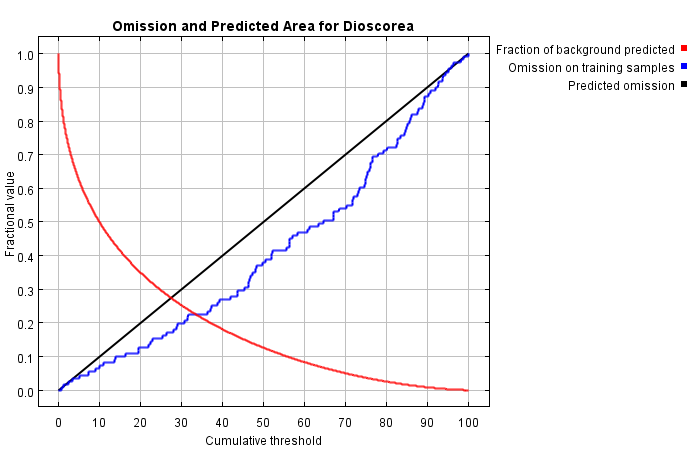 Omission and Predicted Area for Dioscorea
Fraction of background predicted
Omission on training samples
Predicted omission
Fractional value
1.0
0.9
0.8
0.7
0.6
0.5
0.4
0.3
0.2
0.1
0.0
0 10 20 30 40 50 60 70 80 90 100
Cumulative threshold